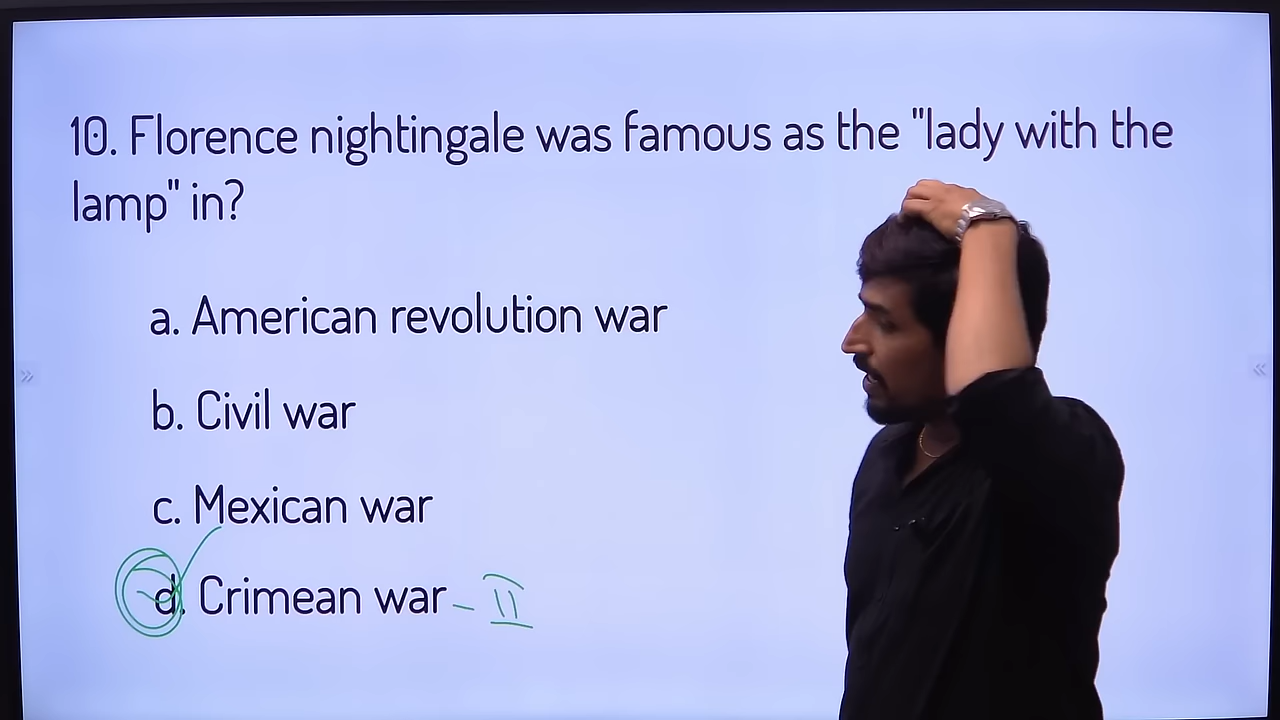 10. Florence nightingale was famous as the "lady with the
lamp" in?
a. American revolution war
b. Civil war
c. Mexican war
d. Crimean war - II